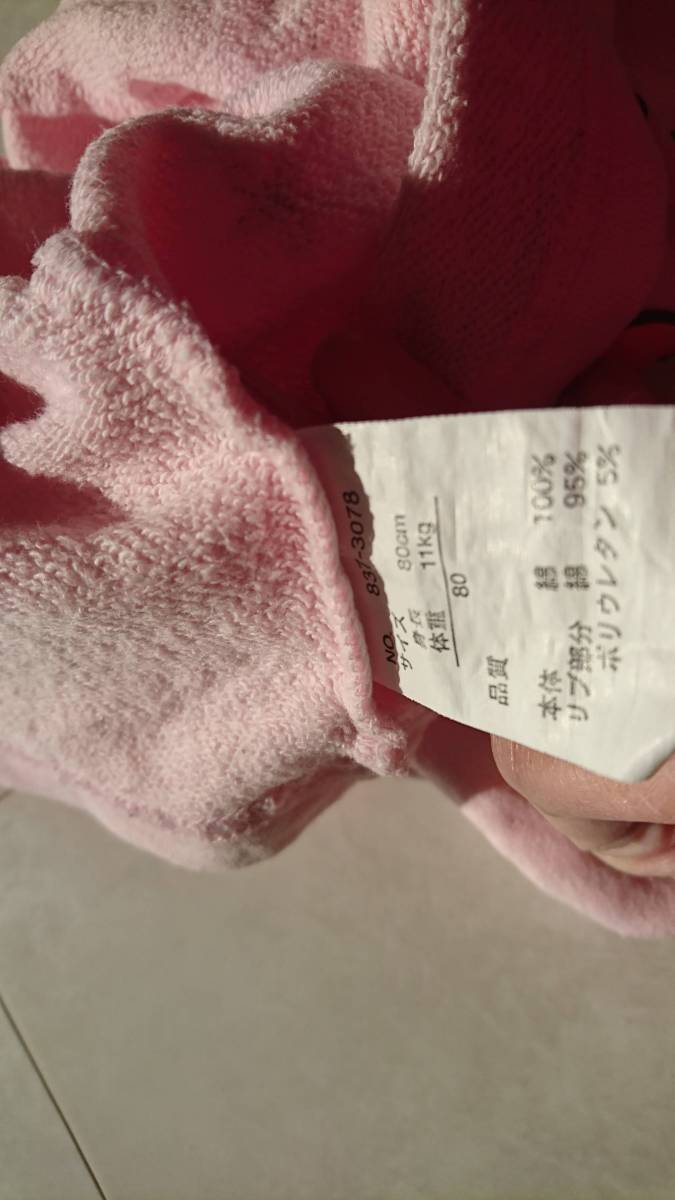 NO. 837-3078
サイズ
身長 80cm
体重 11kg
80
品質
本体 綿 100%
リブ部分 綿 95%
ポリウレタン 5%